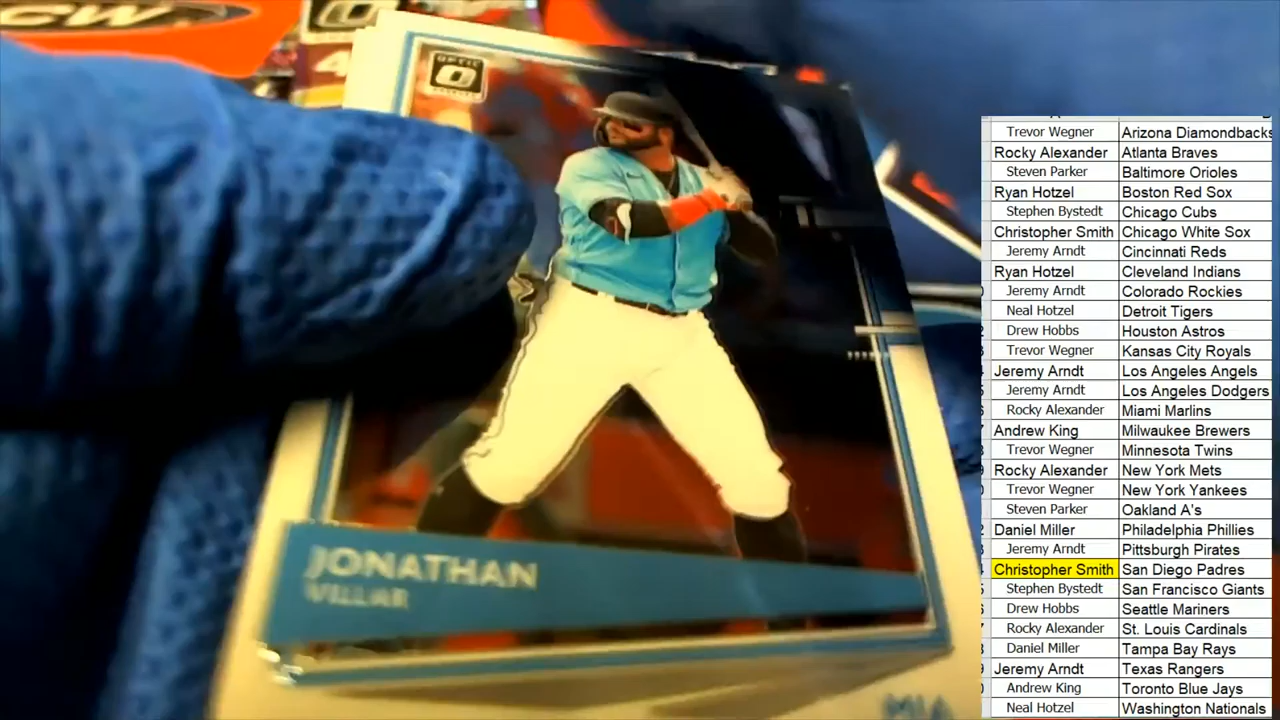 CW
OPTIC
JONATHAN
VILLAR
MIA
Trevor Wegner Arizona Diamondbacks
Rocky Alexander Atlanta Braves
Steven Parker Baltimore Orioles
Ryan Hotzel Boston Red Sox
Stephen Bystedt Chicago Cubs
Christopher Smith Chicago White Sox
Jeremy Arndt Cincinnati Reds
Ryan Hotzel Cleveland Indians
Jeremy Arndt Colorado Rockies
Neal Hotzel Detroit Tigers
Drew Hobbs Houston Astros
Trevor Wegner Kansas City Royals
Jeremy Arndt Los Angeles Angels
Jeremy Arndt Los Angeles Dodgers
Rocky Alexander Miami Marlins
Andrew King Milwaukee Brewers
Trevor Wegner Minnesota Twins
Rocky Alexander New York Mets
Trevor Wegner New York Yankees
Steven Parker Oakland A's
Daniel Miller Philadelphia Phillies
Jeremy Arndt Pittsburgh Pirates
Christopher Smith San Diego Padres
Stephen Bystedt San Francisco Giants
Drew Hobbs Seattle Mariners
Rocky Alexander St. Louis Cardinals
Daniel Miller Tampa Bay Rays
Jeremy Arndt Texas Rangers
Andrew King Toronto Blue Jays
Neal Hotzel Washington Nationals